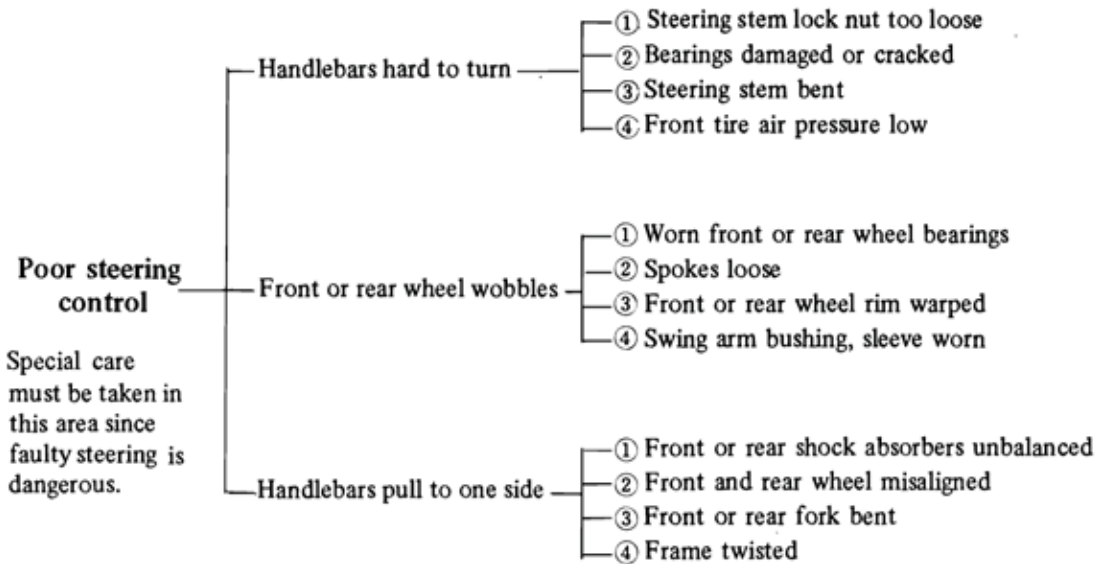 Poor steering
control
Special care
must be taken in
this area since
faulty steering is
dangerous.
Handlebars hard to turn
① Steering stem lock nut too loose
② Bearings damaged or cracked
③ Steering stem bent
④ Front tire air pressure low
Front or rear wheel wobbles
① Worn front or rear wheel bearings
② Spokes loose
③ Front or rear wheel rim warped
④ Swing arm bushing, sleeve worn
Handlebars pull to one side
① Front or rear shock absorbers unbalanced
② Front and rear wheel misaligned
③ Front or rear fork bent
④ Frame twisted